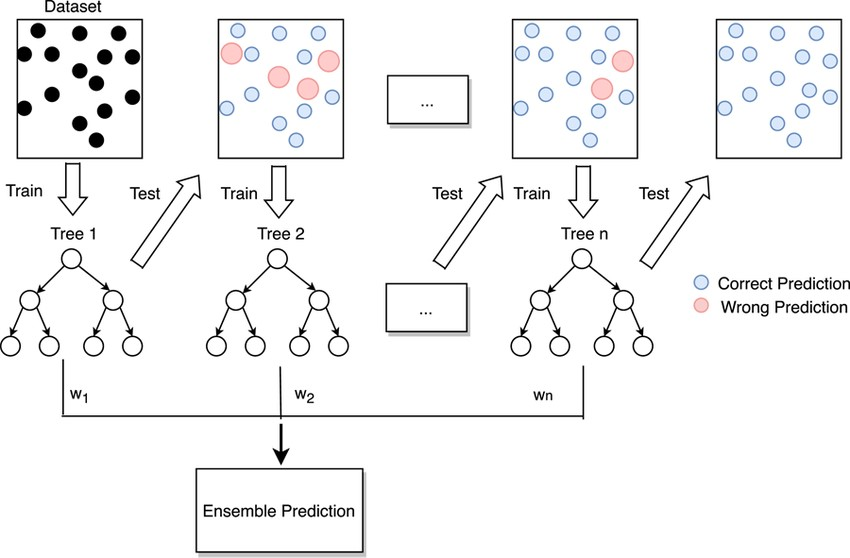 Dataset
...
Train
Test
Train
Test
Train
Test
Tree 1
Tree 2
...
Tree n
Correct Prediction
Wrong Prediction
w1
w2
wn
Ensemble Prediction